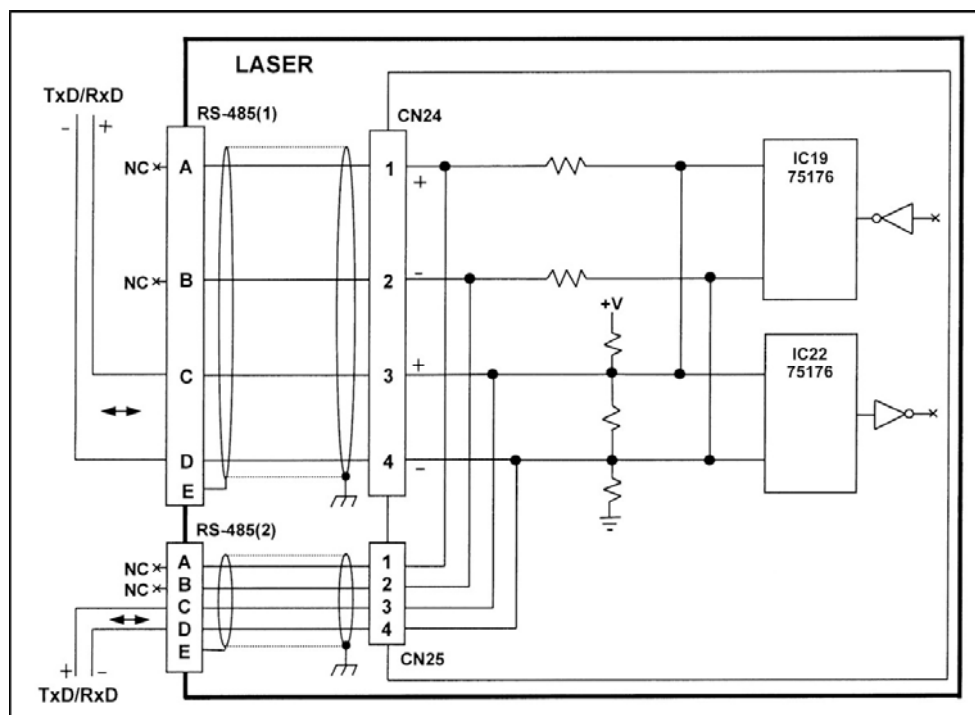 LASER
TxD/RxD
- +
RS-485(1)
CN24
NC A 1 +
IC19
75176
NC B 2 -
+V
C 3 +
IC22
75176
D 4 -
E
RS-485(2)
NC A 1
NC B 2
C 3
D 4
E
CN25
+ -
TxD/RxD